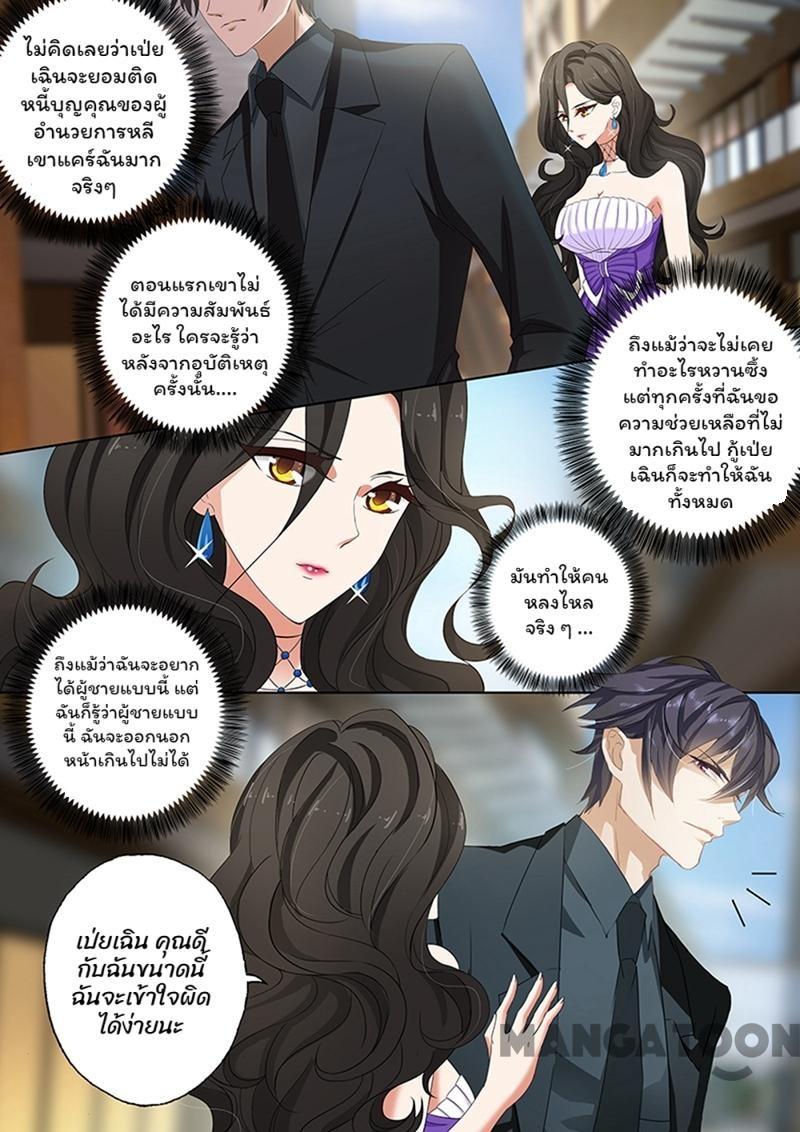 ไม่คิดเลยว่าเป่ย
เฉินจะยอมติด
หนี้บุญคุณของผู้
อำนวยการหลี
เขาแคร์ฉันมาก
จริงๆ
ตอนแรกเขาไม่
ได้มีความสัมพันธ์
อะไร ใครจะรู้ว่า
หลังจากอุบัติเหตุ
ครั้งนั้น....
ถึงแม้ว่าจะไม่เคย
ทำอะไรหวานซึ้ง
แต่ทุกครั้งที่ฉันขอ
ความช่วยเหลือที่ไม่
มากเกินไป กู้เป่ย
เฉินก็จะทำให้ฉัน
ทั้งหมด
มันทำให้คน
หลงไหล
จริง ๆ ...
ถึงแม้ว่าฉันจะอยาก
ได้ผู้ชายแบบนี้ แต่
ฉันก็รู้ว่าผู้ชายแบบ
นี้ ฉันจะออกนอก
หน้าเกินไปไม่ได้
เป่ยเฉิน คุณดี
กับฉันขนาดนี้
ฉันจะเข้าใจผิด
ได้ง่ายนะ
MANGATOON